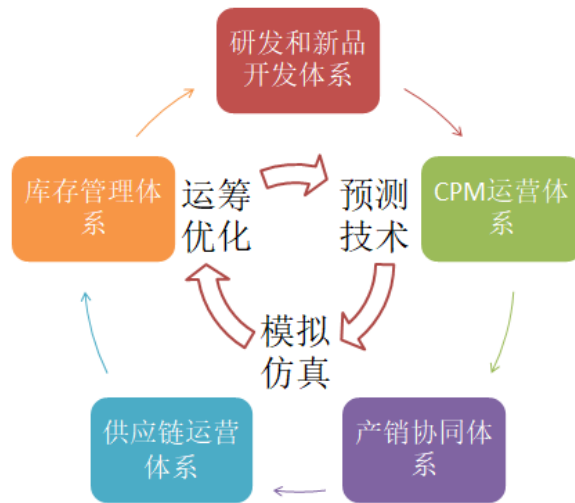 研发和新品
开发体系
库存管理体
系
运筹
优化
预测
技术
CPM运营体
系
模拟
仿真
供应链运营
体系
产销协同体
系